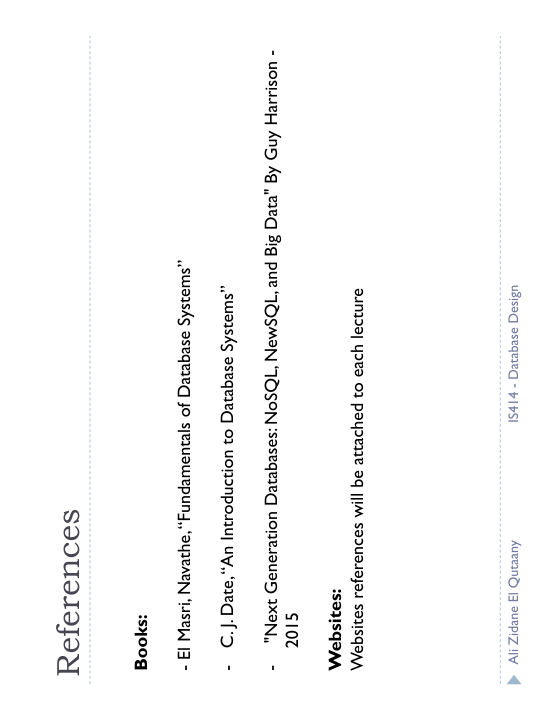 References
Books:
- El Masri, Navathe, “Fundamentals of Database Systems”
- C. J. Date, “An Introduction to Database Systems”
- "Next Generation Databases: NoSQL, NewSQL, and Big Data" By Guy Harrison -
2015
Websites:
Websites references will be attached to each lecture
Ali Zidane El Qutaany IS414 - Database Design